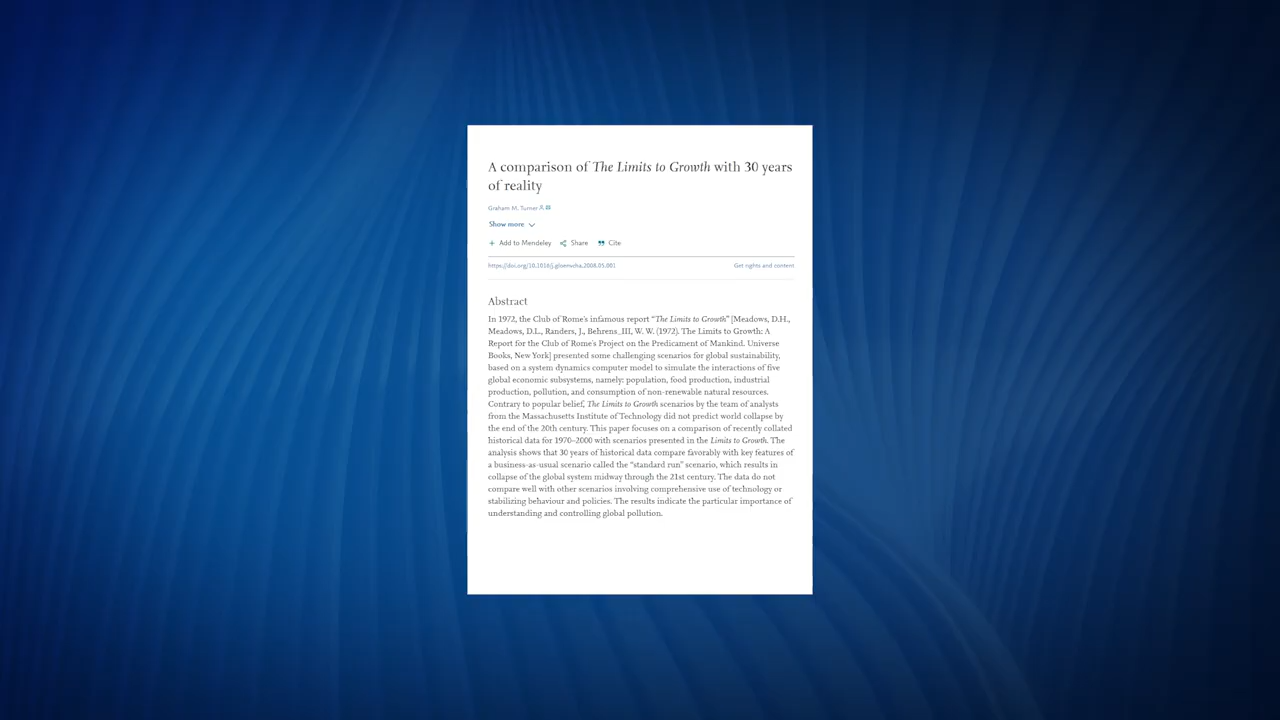 A comparison of The Limits to Growth with 30 years
of reality
Graham M. Turner
Show more
+ Add to Mendeley Share Cite
https://doi.org/10.1016/j.gloenvcha.2008.05.001 Get rights and content
Abstract
In 1972, the Club of Rome's infamous report “The Limits to Growth” [Meadows, D.H.,
Meadows, D.L., Randers, J., Behrens_III, W. W. (1972). The Limits to Growth: A
Report for the Club of Rome's Project on the Predicament of Mankind. Universe
Books, New York] presented some challenging scenarios for global sustainability,
based on a system dynamics computer model to simulate the interactions of five
global economic subsystems, namely: population, food production, industrial
production, pollution, and consumption of non-renewable natural resources.
Contrary to popular belief, The Limits to Growth scenarios by the team of analysts
from the Massachusetts Institute of Technology did not predict world collapse by
the end of the 20th century. This paper focuses on a comparison of recently collated
historical data for 1970–2000 with scenarios presented in the Limits to Growth. The
analysis shows that 30 years of historical data compare favorably with key features of
a business-as-usual scenario called the “standard run” scenario, which results in
collapse of the global system midway through the 21st century. The data do not
compare well with other scenarios involving comprehensive use of technology or
stabilizing behaviour and policies. The results indicate the particular importance of
understanding and controlling global pollution.